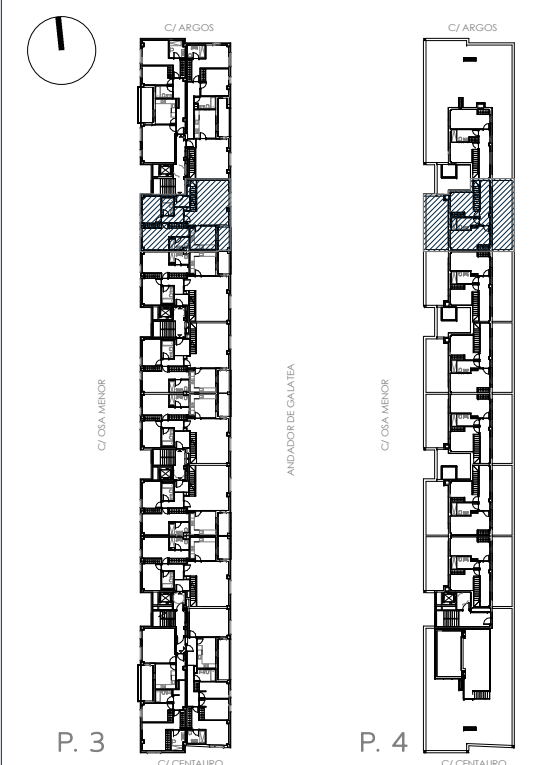 C/ ARGOS
C/ ARGOS
C/ OSA MENOR
ANDADOR DE GALATEA
C/ OSA MENOR
P. 3
P. 4
C/ CENTAURO
C/ CENTAURO